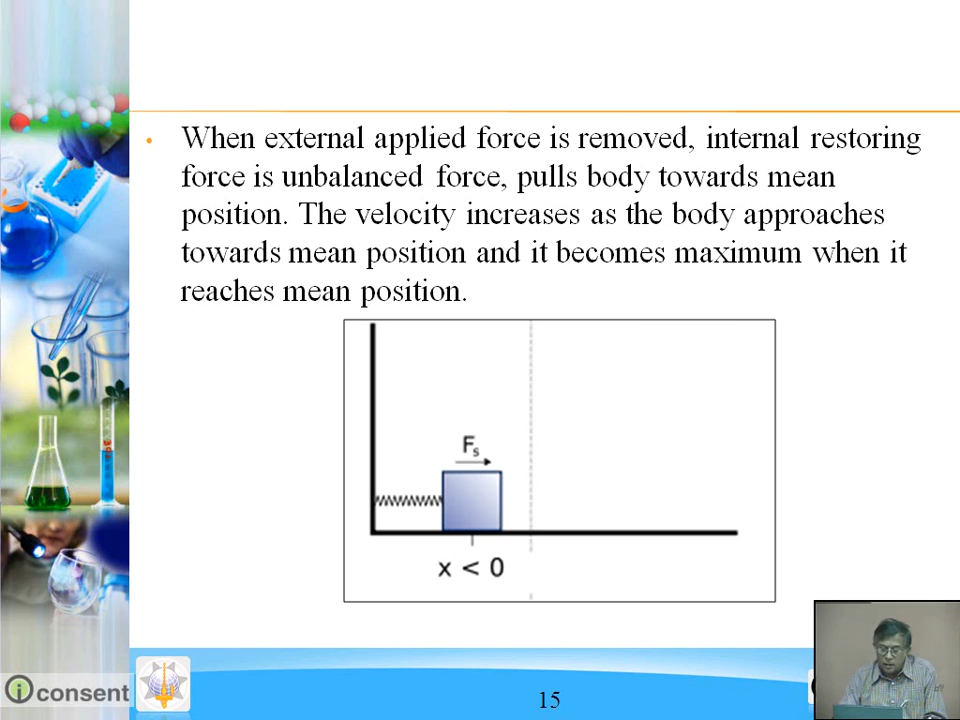 • When external applied force is removed, internal restoring
force is unbalanced force, pulls body towards mean
position. The velocity increases as the body approaches
towards mean position and it becomes maximum when it
reaches mean position.
Fs
x < 0
i consent
15